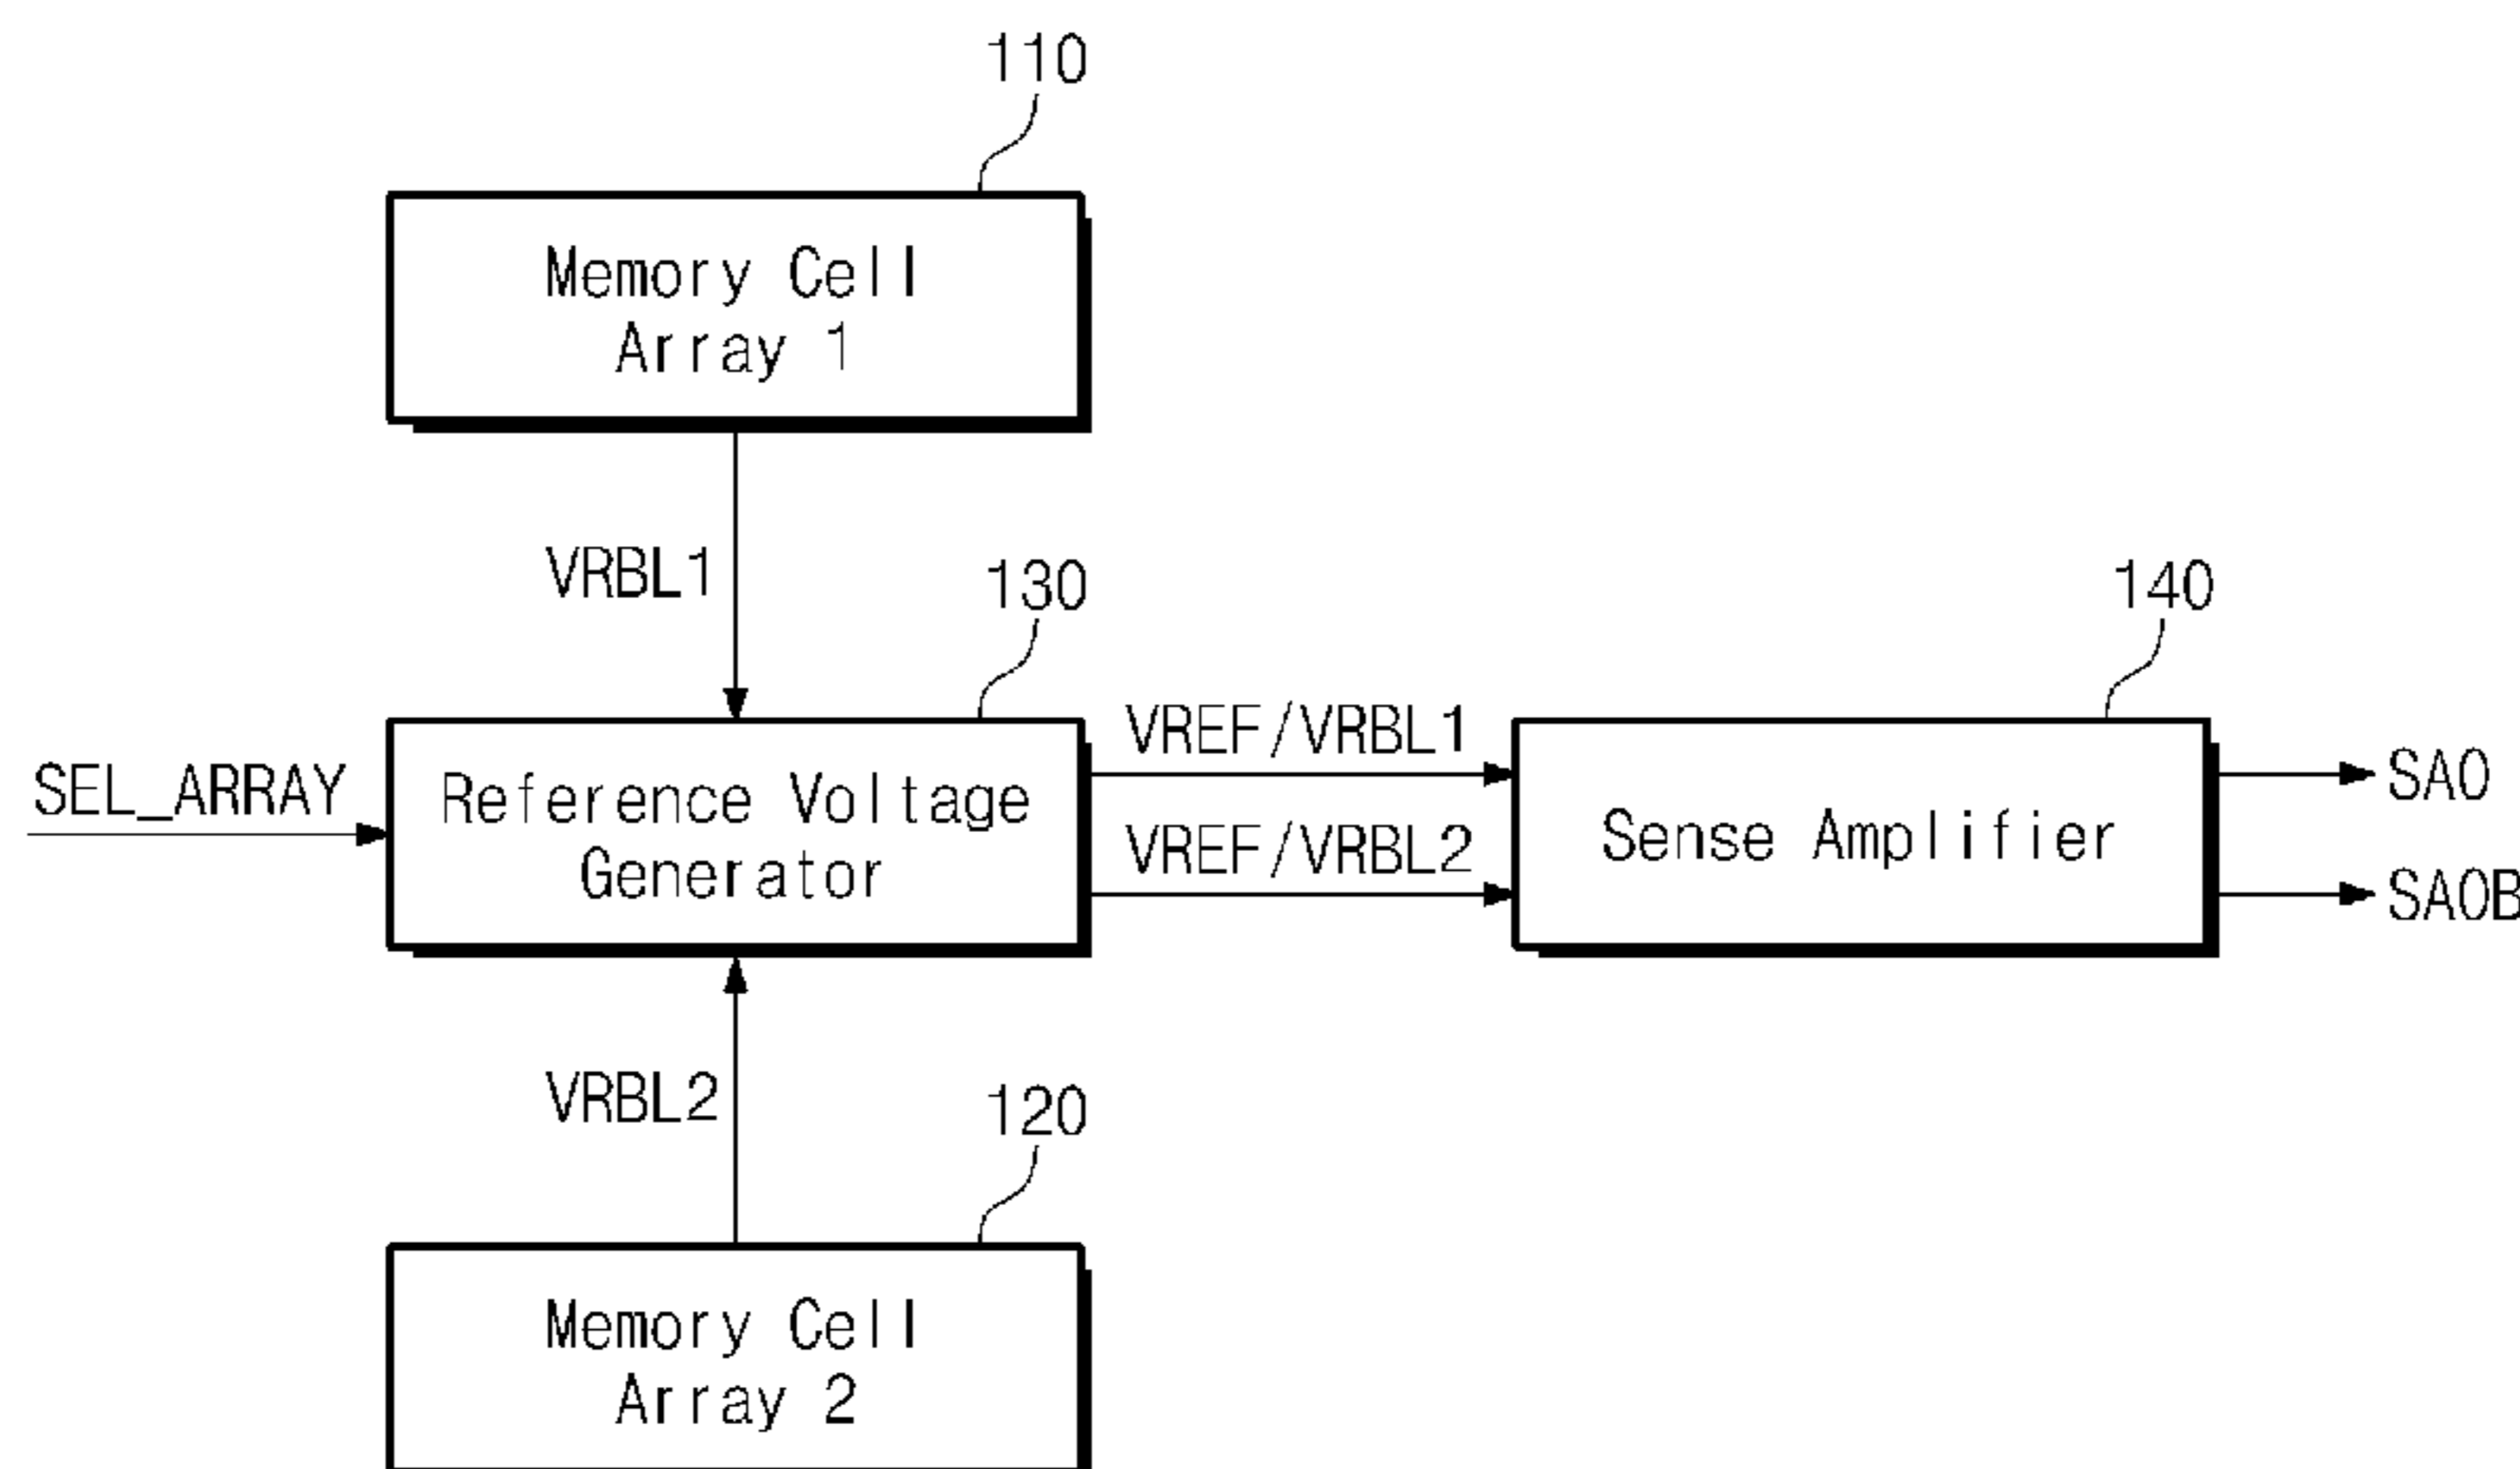 110
Memory Cell
Array 1
VRBL1
130
140
SEL_ARRAY
Reference Voltage
Generator
VREF/VRBL1
VREF/VRBL2
Sense Amplifier
SAO
SAOB
VRBL2
120
Memory Cell
Array 2